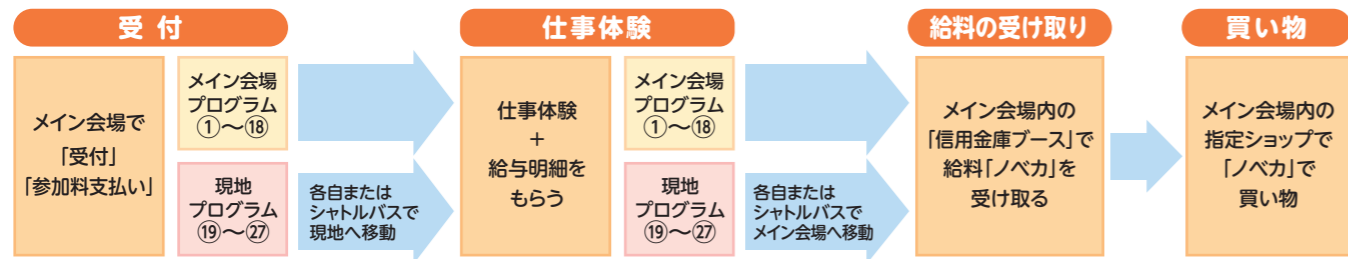 受付
メイン会場で
「受付」
「参加料支払い」
メイン会場
プログラム
①～⑱
現地
プログラム
⑲～㉗
各自または
シャトルバスで
現地へ移動
仕事体験
仕事体験
+
給与明細を
もらう
メイン会場
プログラム
①～⑱
現地
プログラム
⑲～㉗
各自または
シャトルバスで
メイン会場へ移動
給料の受け取り
メイン会場内の
「信用金庫ブース」で
給料「ノベカ」を
受け取る
買い物
メイン会場内の
指定ショップで
「ノベカ」で
買い物